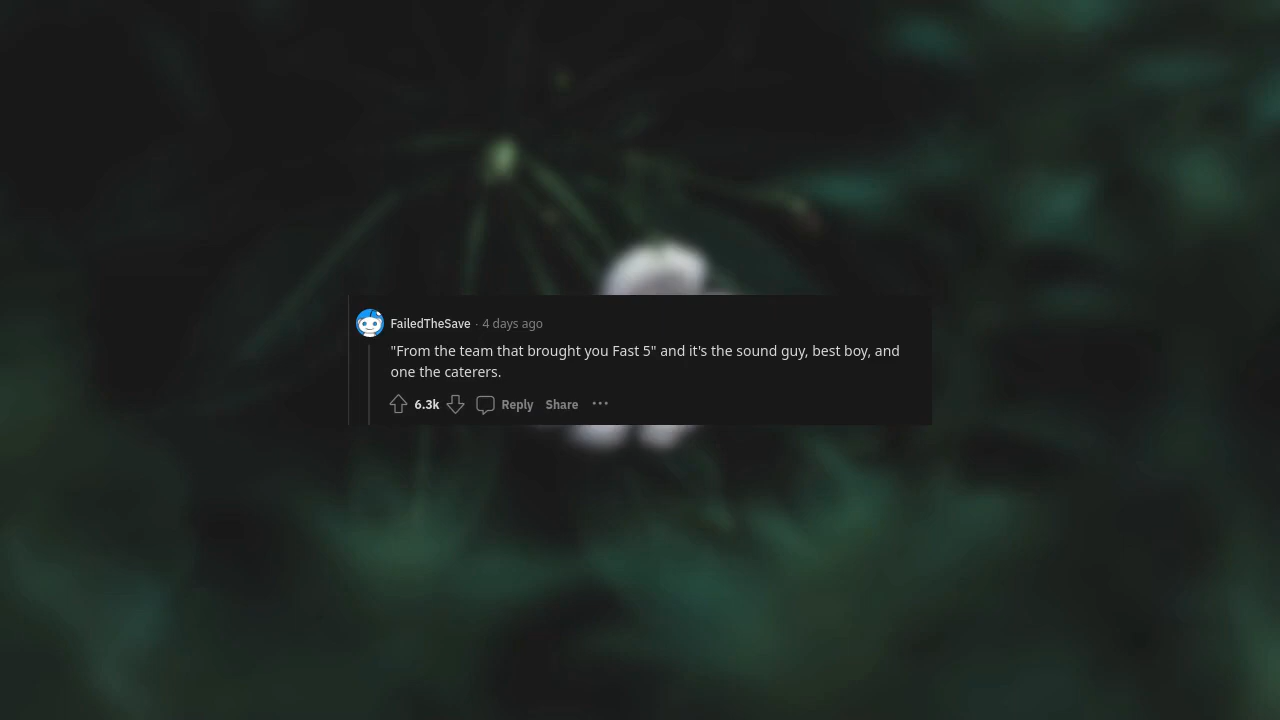 FailedTheSave · 4 days ago
"From the team that brought you Fast 5" and it's the sound guy, best boy, and
one the caterers.
6.3k Reply Share ···